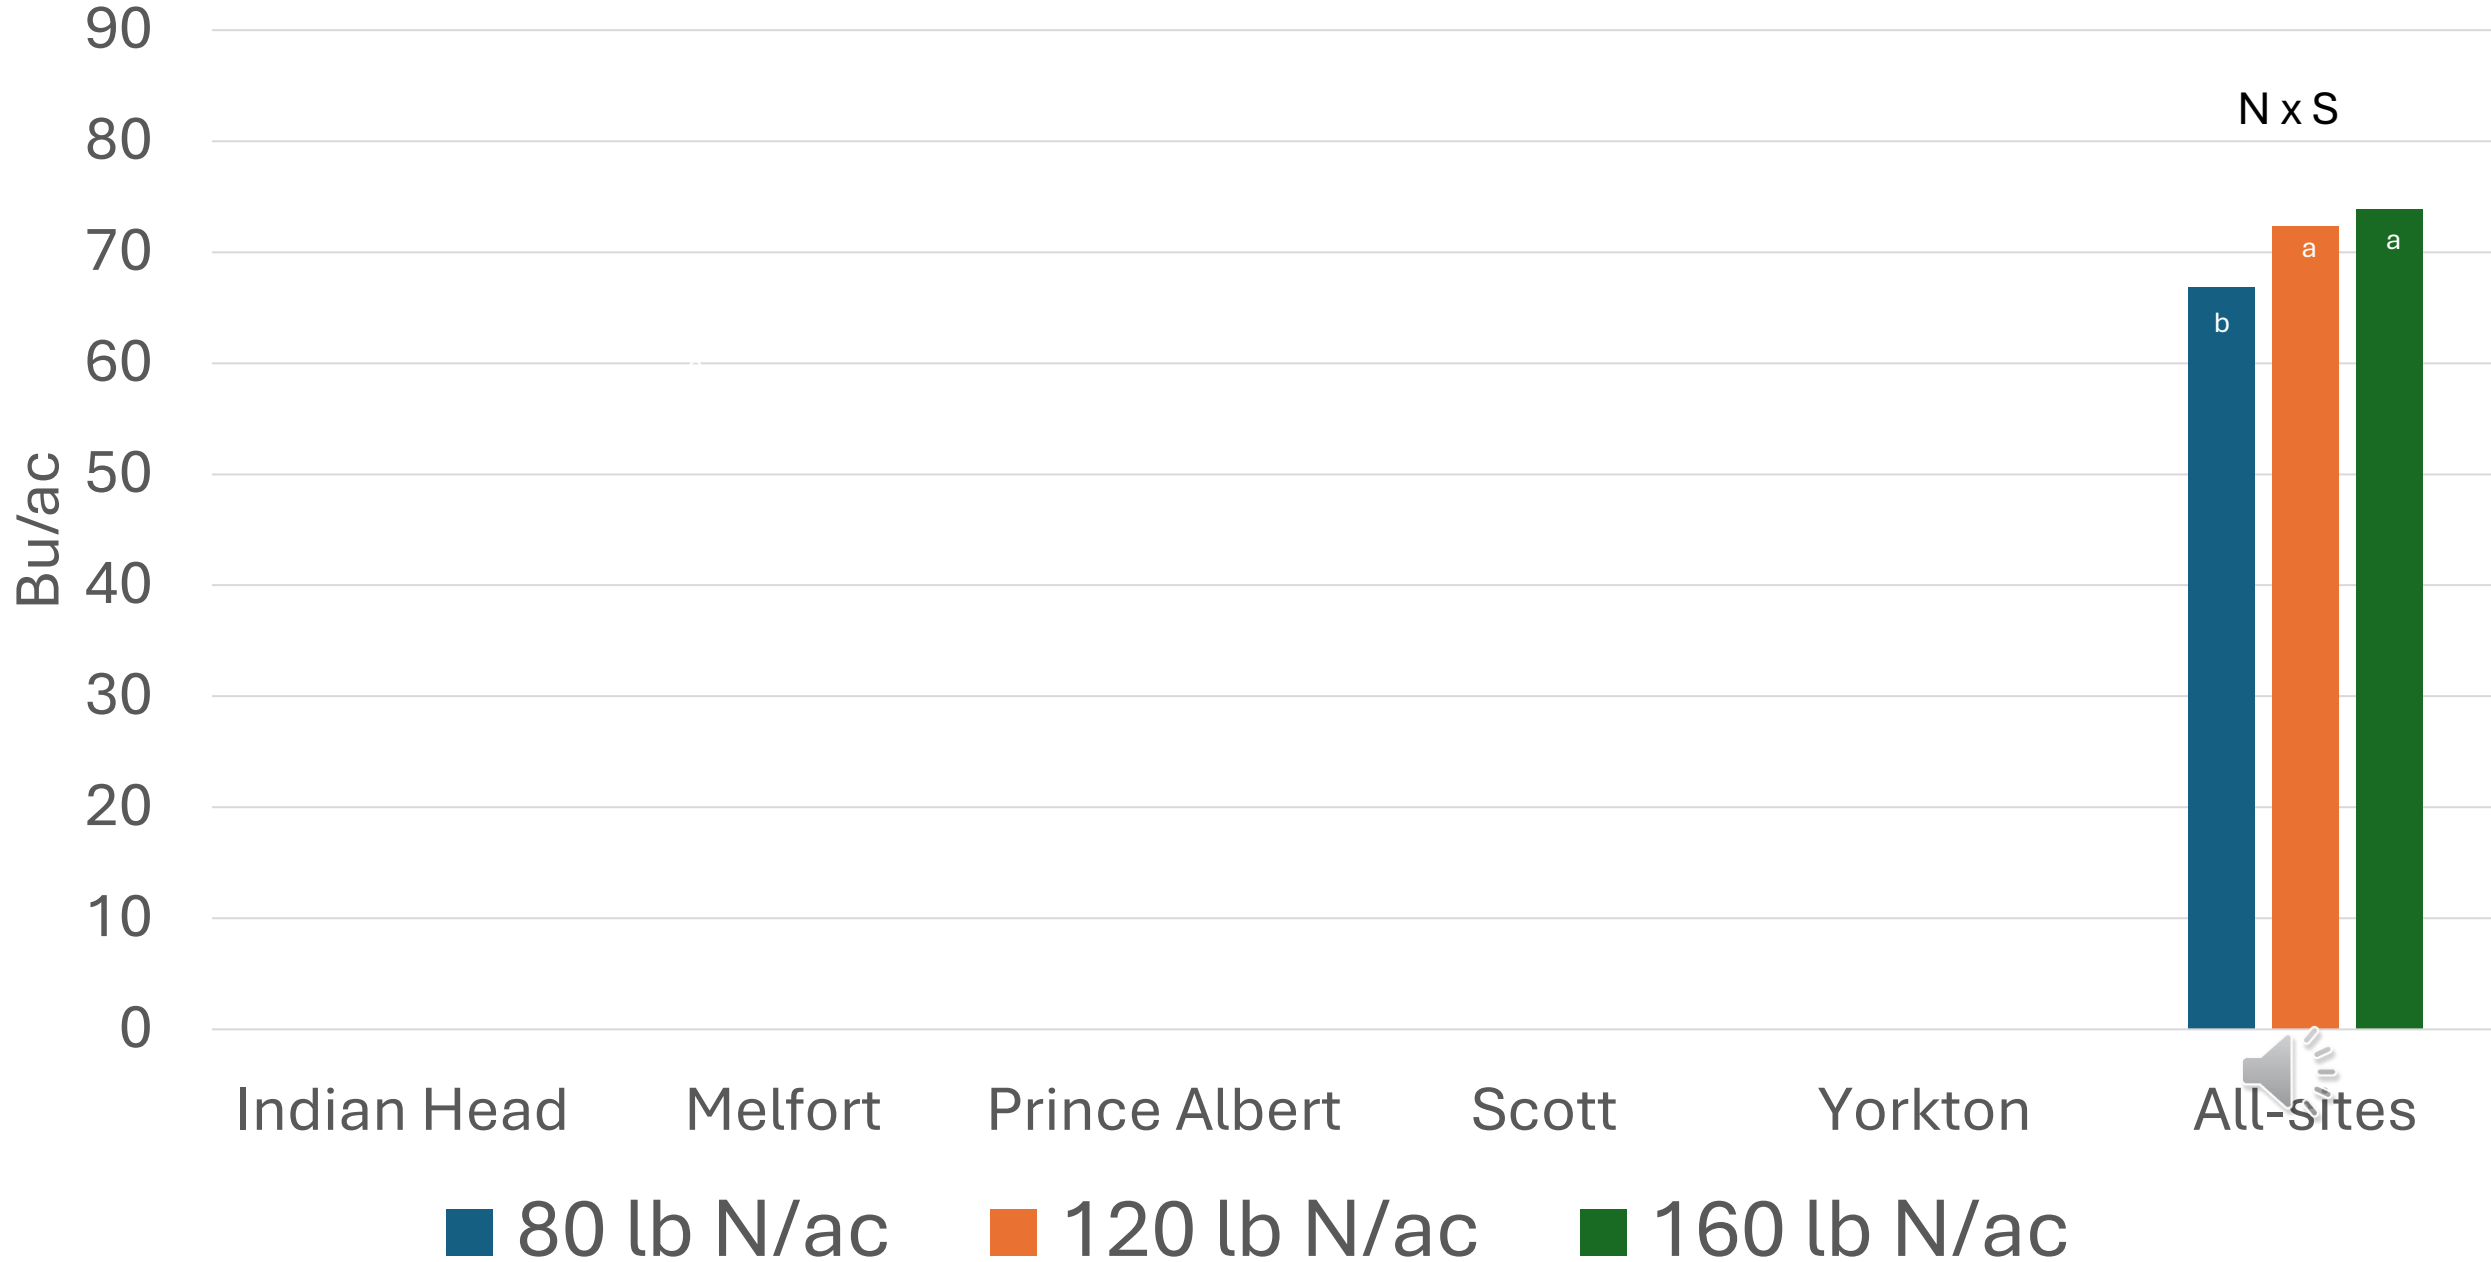 90
N x S
80
70
a
a
b
60
50
Bu/ac
40
30
20
10
0
Indian Head Melfort Prince Albert Scott Yorkton All-sites
80 lb N/ac 120 lb N/ac 160 lb N/ac